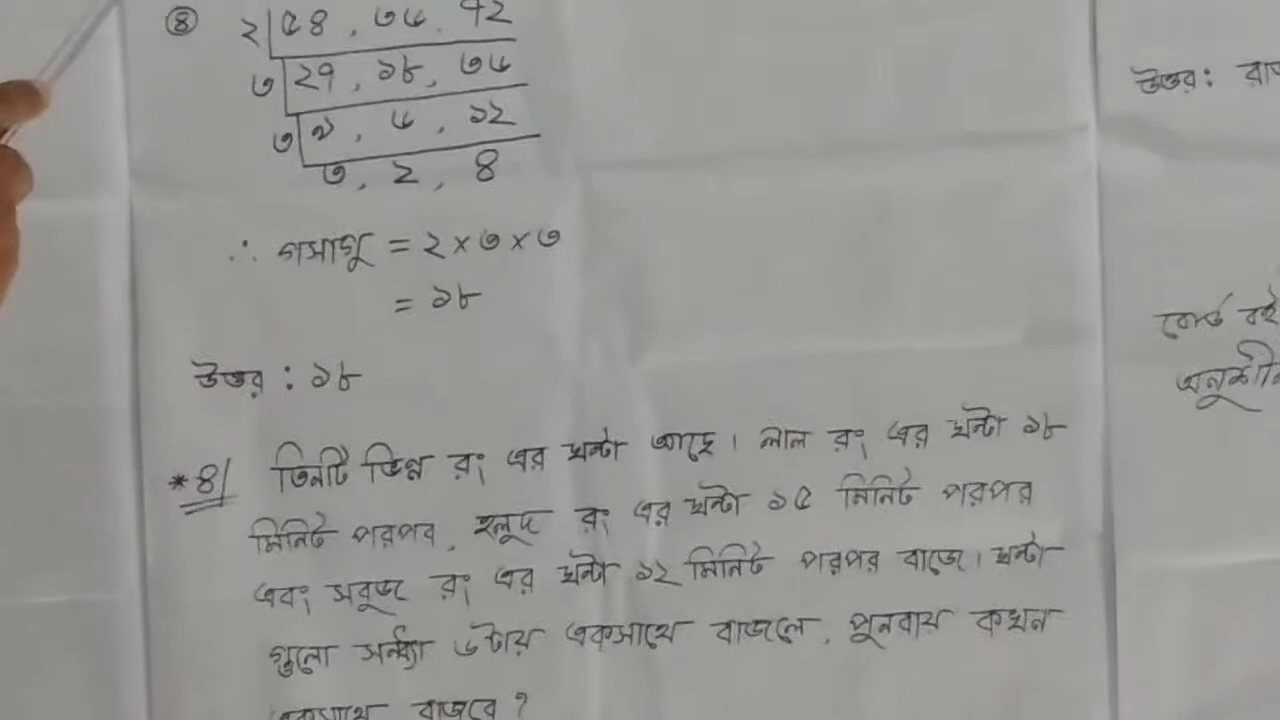 ④ ২ ৫৪, ৩৬, ৭২
৩ ২৭, ১৮, ৩৬
৩ ৯, ৬, ১২
৩, ২, ৪
∴ গসাগু = ২ × ৩ × ৩
= ১৮
উত্তর : ১৮
*৪/ তিনটি ভিন্ন রং এর ঘন্টা আছে। লাল রং এর ঘন্টা ১৮
মিনিট পরপর, হলুদ রং এর ঘন্টা ১৫ মিনিট পরপর
এবং সবুজ রং এর ঘন্টা ১২ মিনিট পরপর বাজে। ঘন্টা
গুলো সন্ধ্যা ৬টায় একসাথে বাজলে, পুনরায় কখন
একসাথে বাজবে ?
উত্তর :
বোর্ড বই